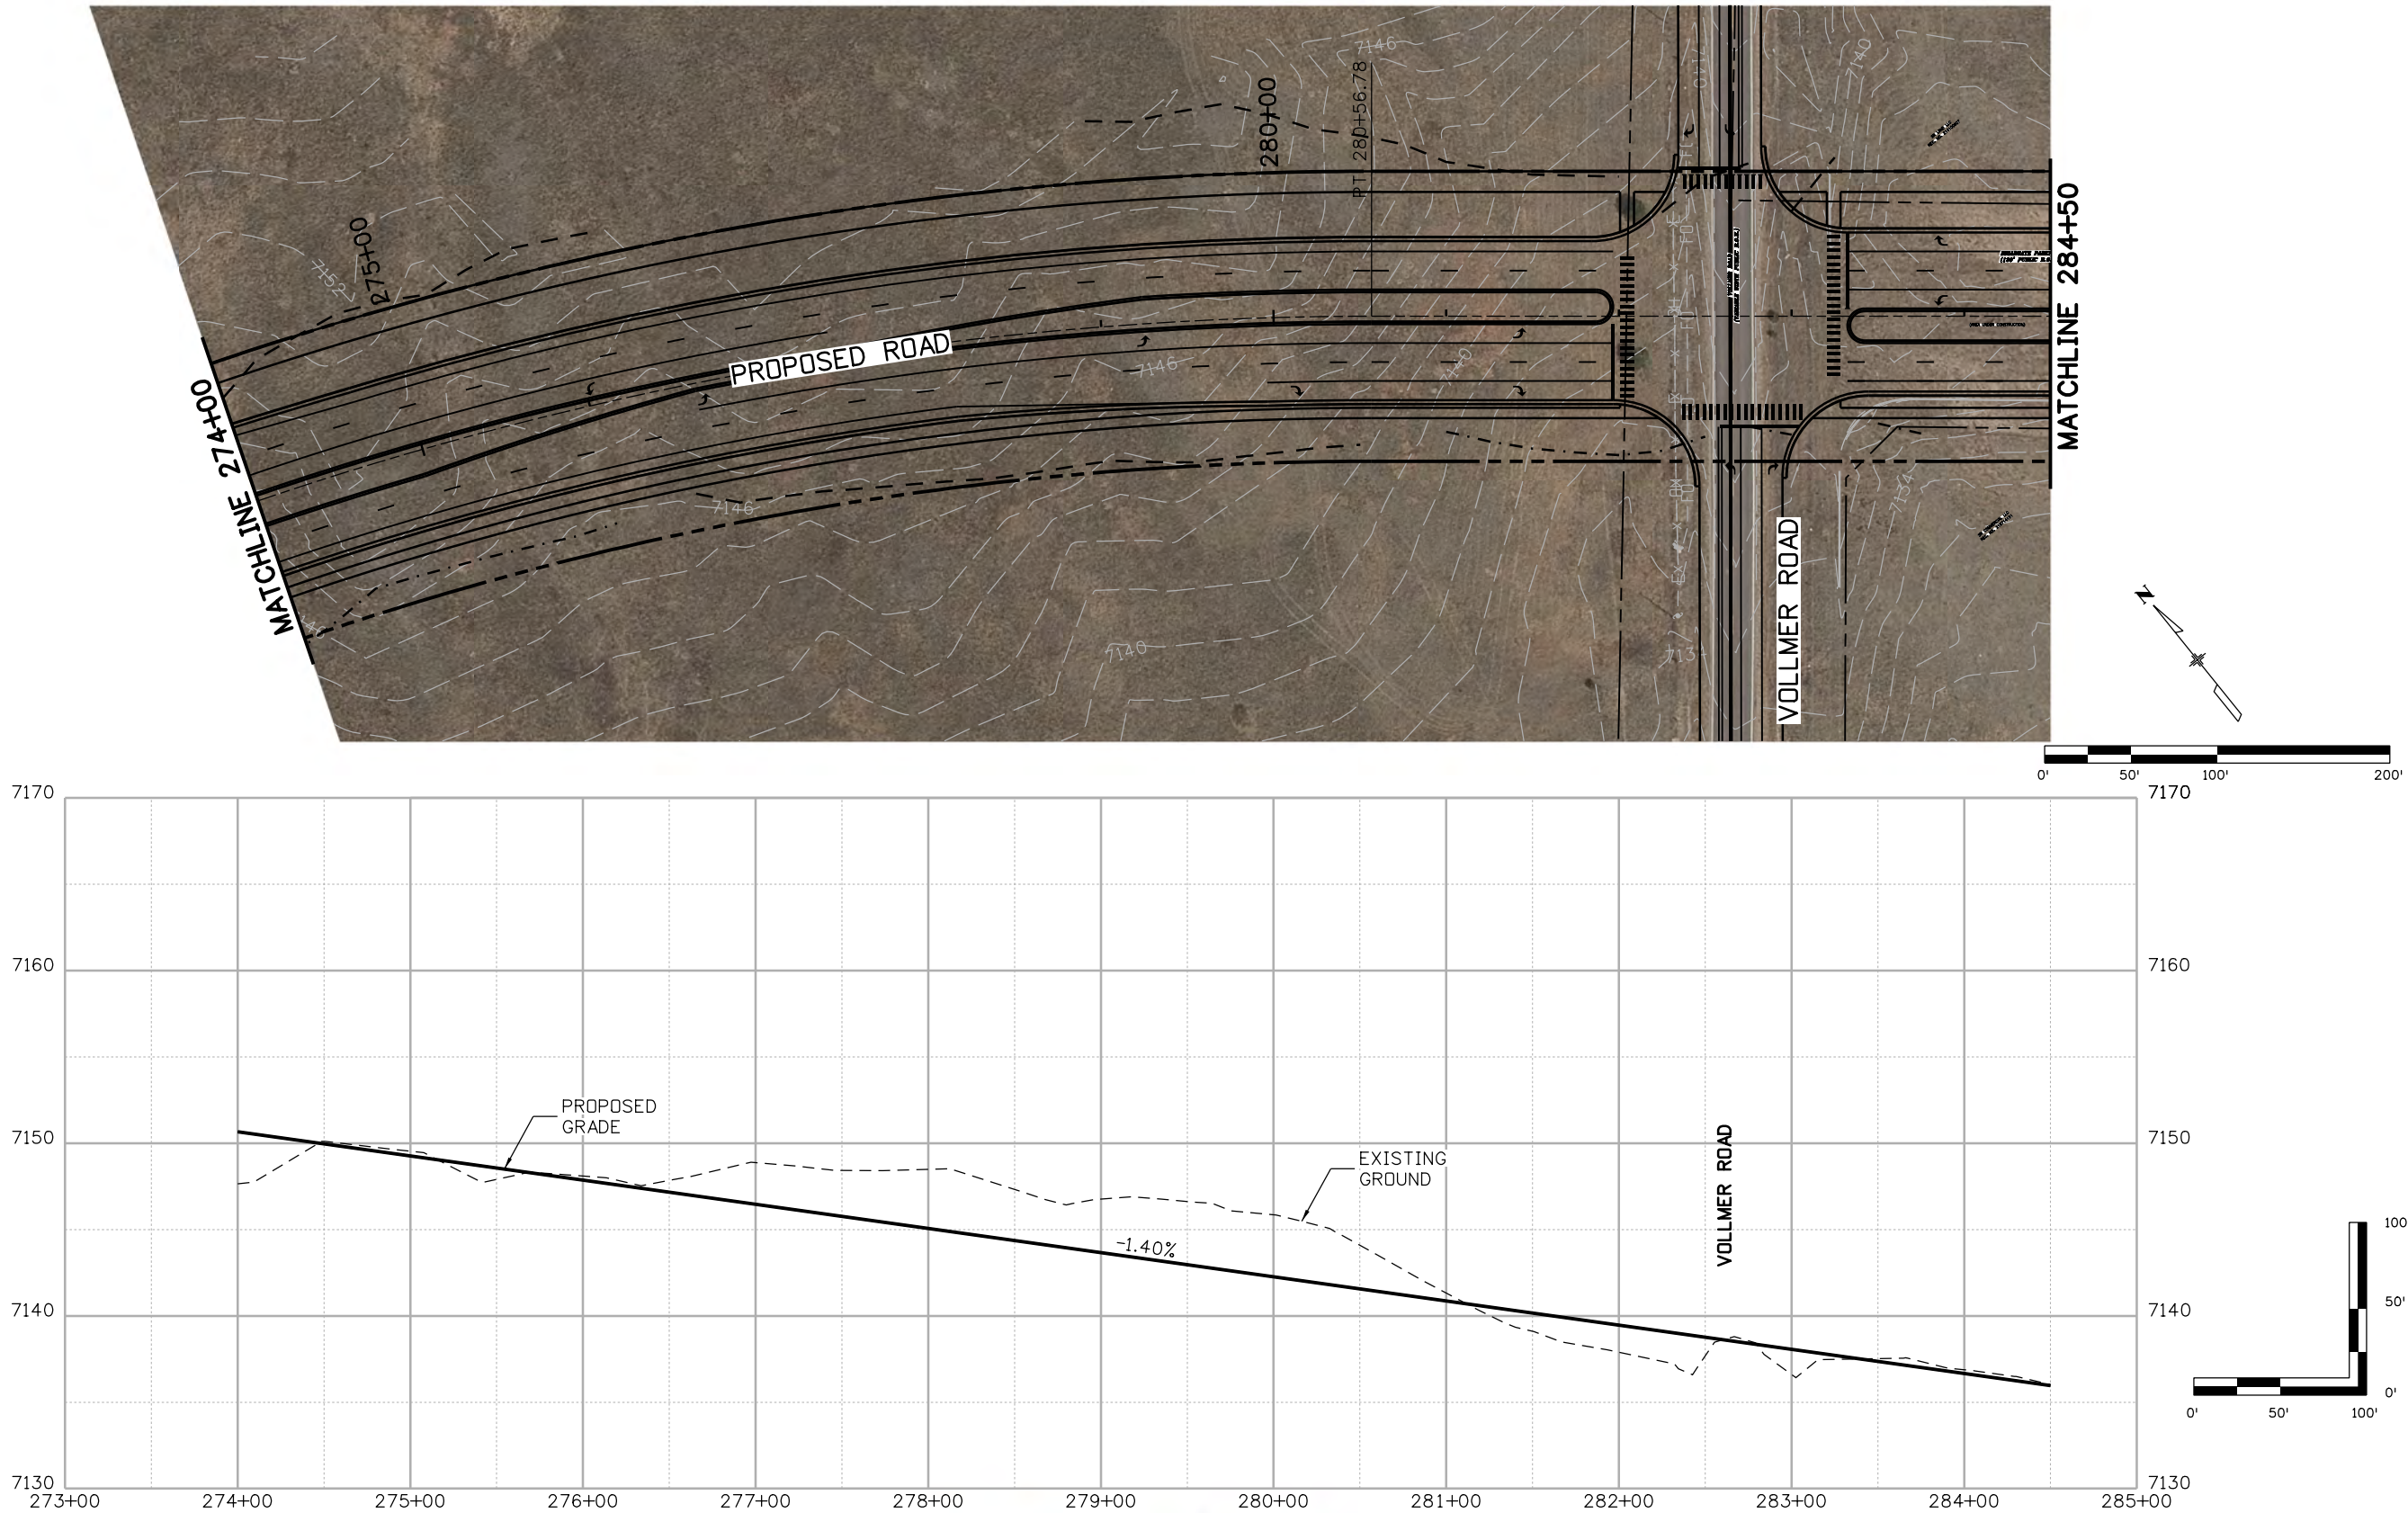 7146
7140
7140
280+00
PT 280+56.78
275+00
7152
MATCHLINE 284+50
PROPOSED ROAD
7146
7140
MATCHLINE 274+00
7146
7134
VOLLMER ROAD
7140
N
0' 50' 100' 200'
7170 7170
7160 7160
PROPOSED
GRADE
7150 7150
EXISTING
GROUND
VOLLMER ROAD
-1.40%
7140 7140
100'
50'
0'
0' 50' 100'
7130 7130
273+00 274+00 275+00 276+00 277+00 278+00 279+00 280+00 281+00 282+00 283+00 284+00 285+00